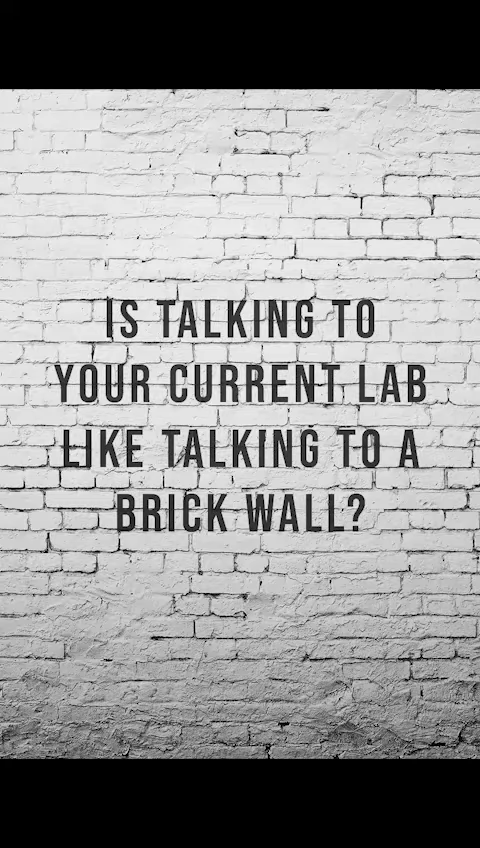 IS TALKING TO
YOUR CURRENT LAB
LIKE TALKING TO A
BRICK WALL?